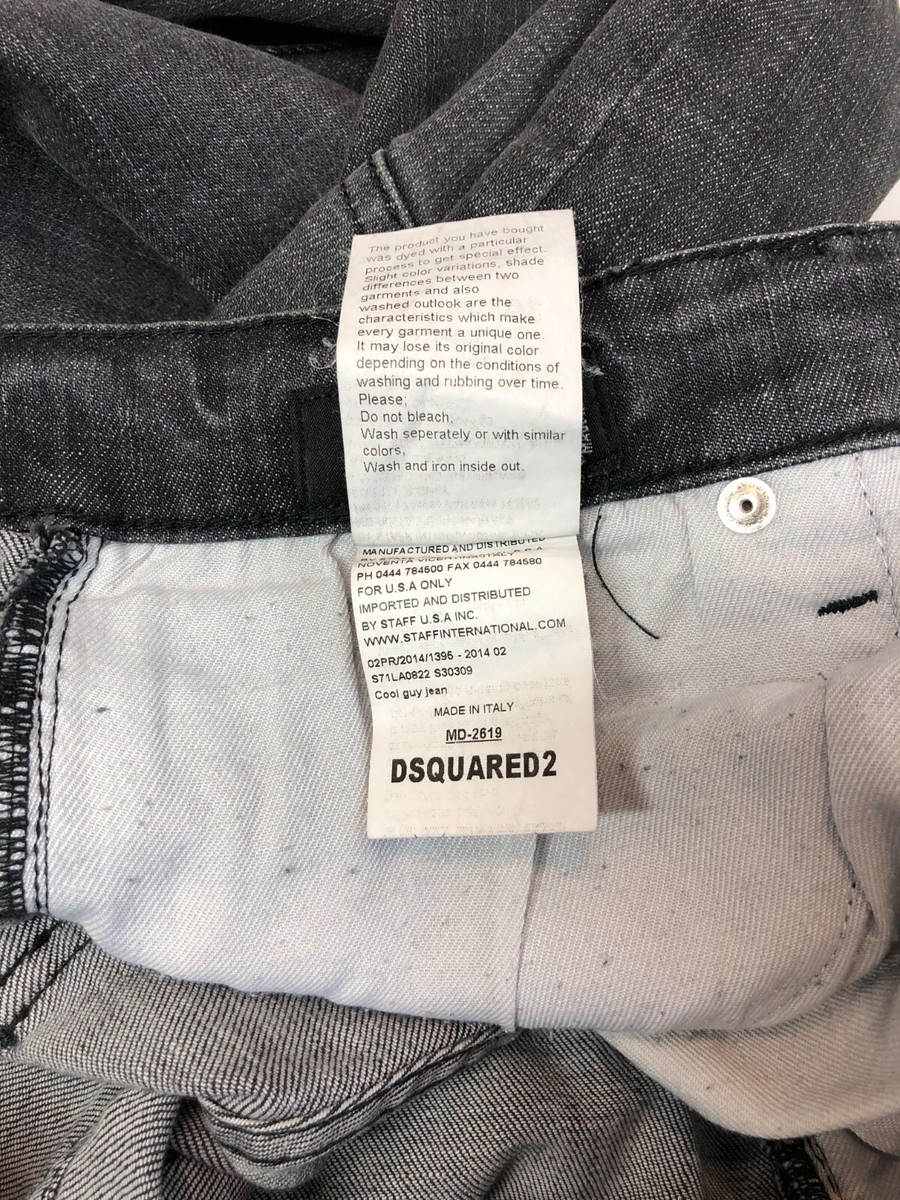 The product you have bought
was dyed with a particular
process to get special effect.
Slight color variations, shade
differences between two
garments and also
washed outlook are the
characteristics which make
every garment a unique one.
It may lose its original color
depending on the conditions of
washing and rubbing over time.
Please;
Do not bleach,
Wash seperately or with similar
colors,
Wash and iron inside out.
MANUFACTURED AND DISTRIBUTED
PH 0444 784600 FAX 0444 784580
FOR U.S.A ONLY
IMPORTED AND DISTRIBUTED
BY STAFF U.S.A INC.
WWW.STAFFINTERNATIONAL.COM
02PR/2014/1396 - 2014 02
S71LA0822 S30309
Cool guy jean
MADE IN ITALY
MD-2619
DSQUARED2